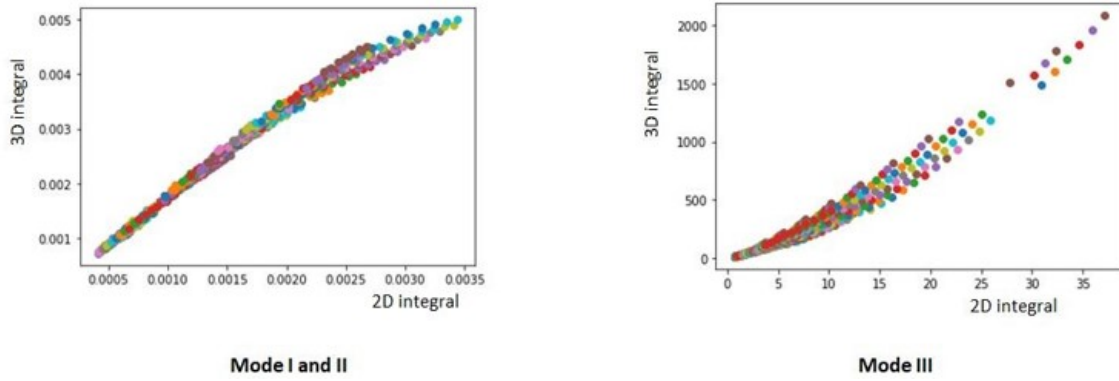 0.005
0.004
0.003
0.002
0.001
3D integral
0.0005 0.0010 0.0015 0.0020 0.0025 0.0030 0.0035
2D integral
Mode I and II
2000
1500
1000
500
0
3D integral
0 5 10 15 20 25 30 35
2D integral
Mode III